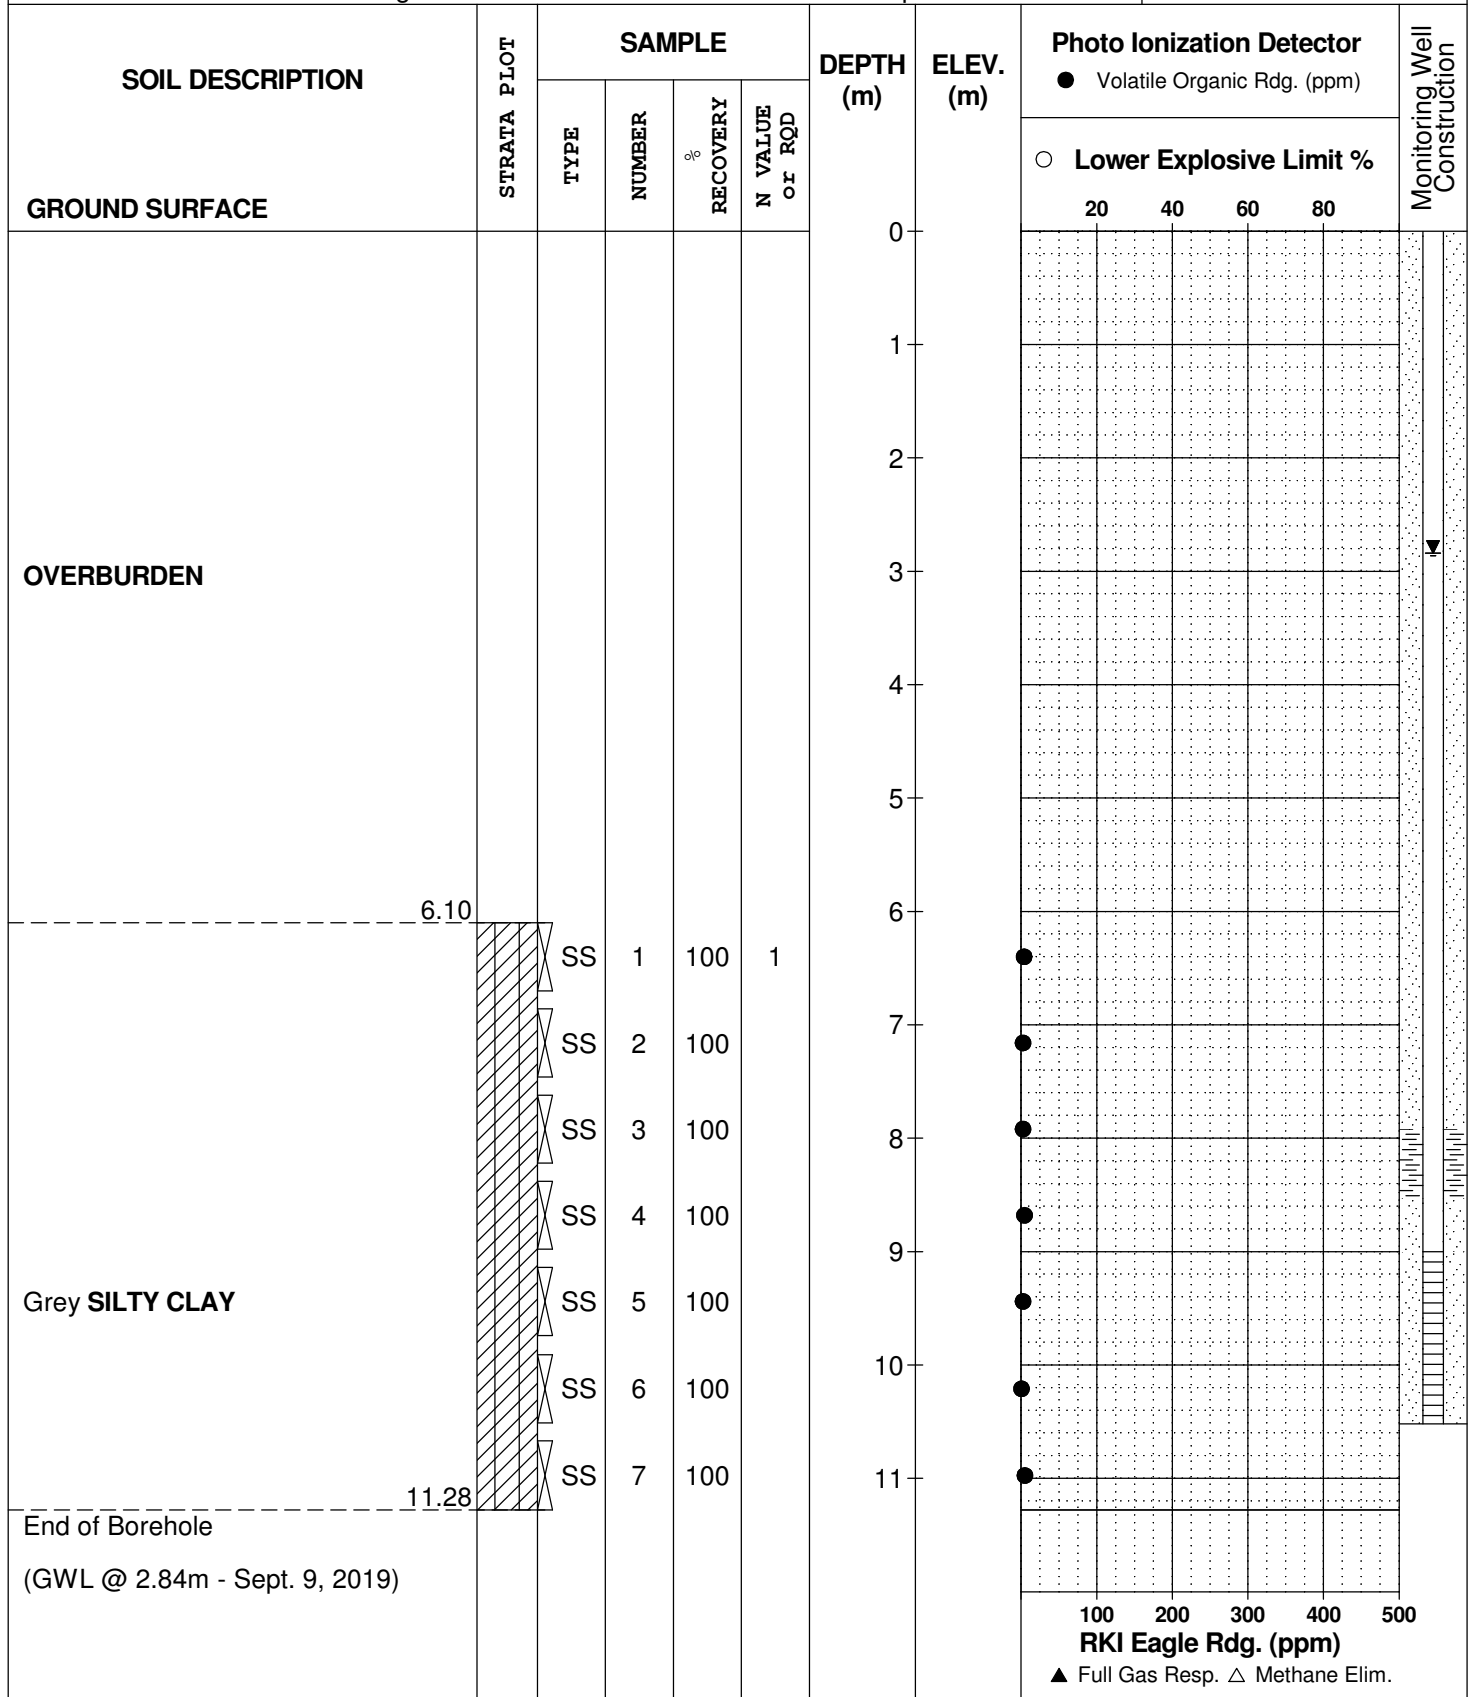 SOIL DESCRIPTION
GROUND SURFACE
STRATA PLOT
SAMPLE
TYPE
NUMBER
%
RECOVERY
N VALUE
or RQD
DEPTH
(m)
ELEV.
(m)
Photo Ionization Detector
● Volatile Organic Rdg. (ppm)
○ Lower Explosive Limit %
20 40 60 80
Monitoring Well
Construction
0
1
2
OVERBURDEN
3
4
5
6.10
6
SS 1 100 1
7
SS 2 100
SS 3 100
8
SS 4 100
9
Grey SILTY CLAY
SS 5 100
10
SS 6 100
SS 7 100
11
11.28
End of Borehole
(GWL @ 2.84m - Sept. 9, 2019)
100 200 300 400 500
RKI Eagle Rdg. (ppm)
▲ Full Gas Resp. △ Methane Elim.